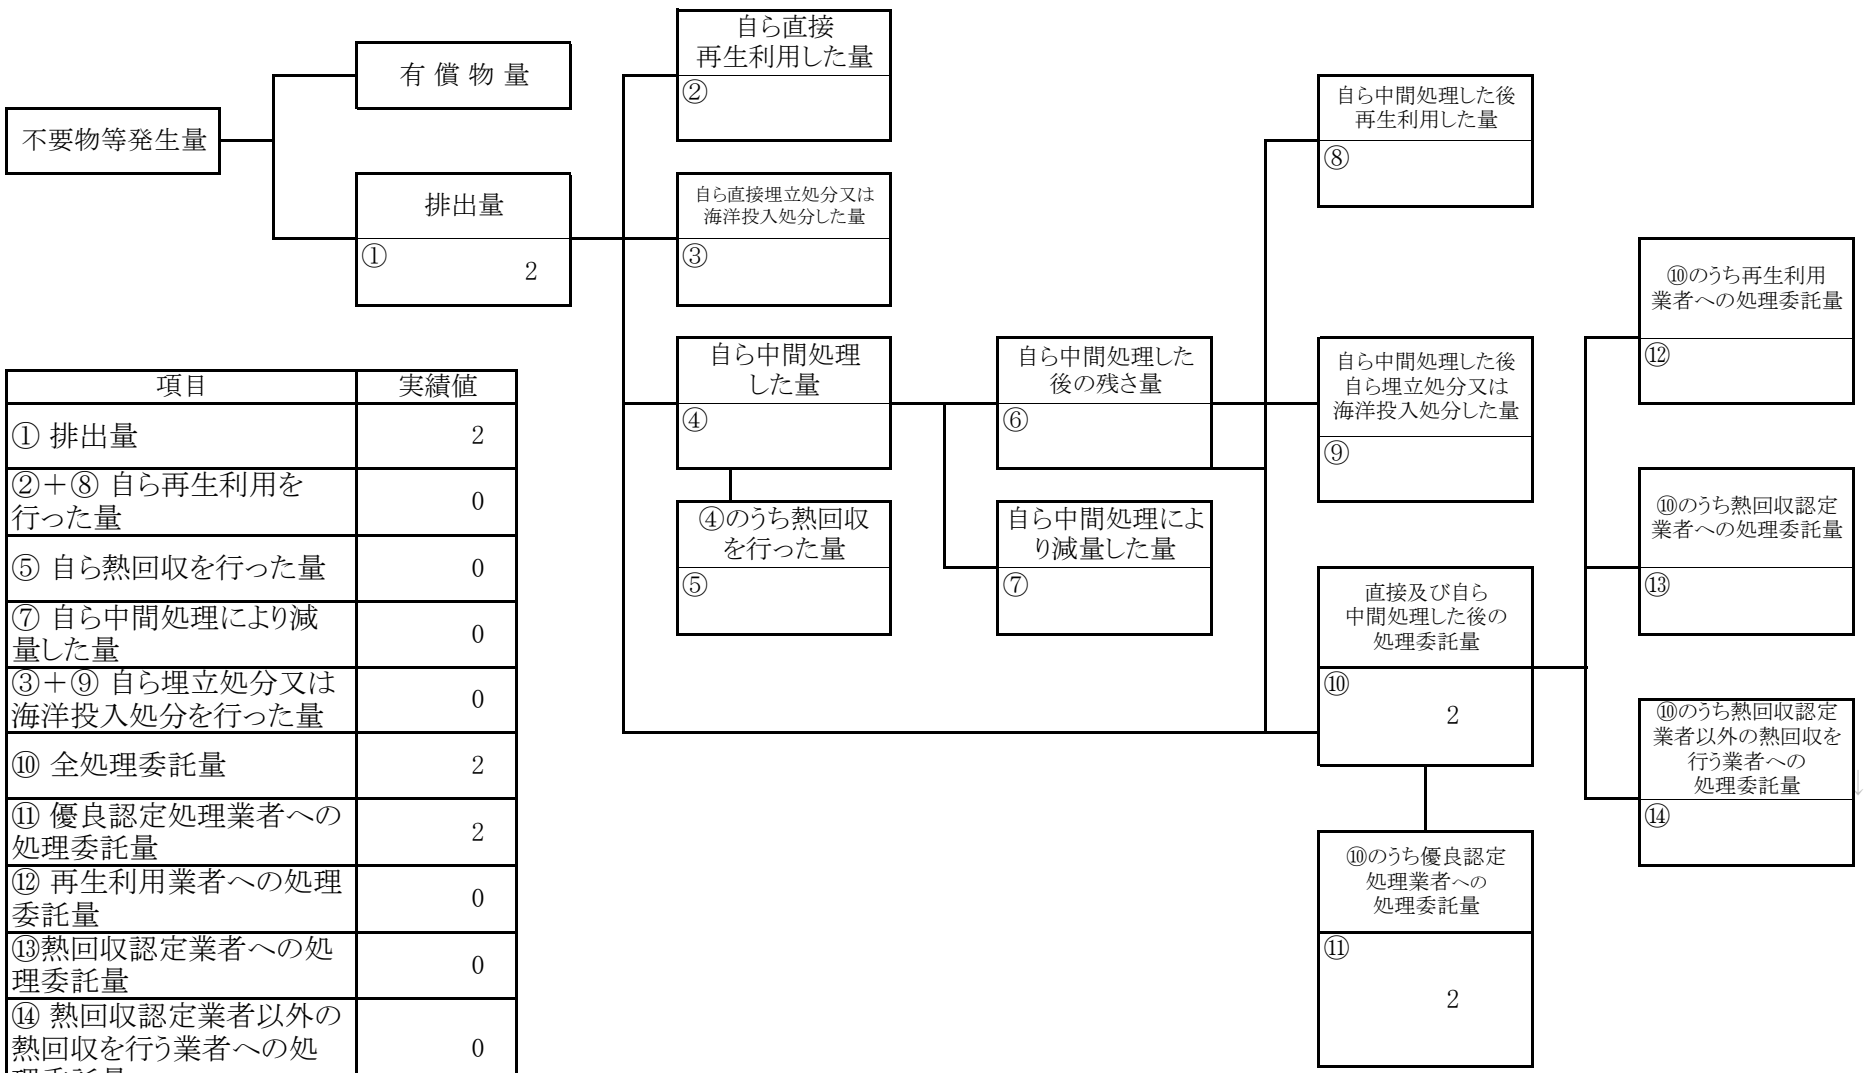 自ら直接
再生利用した量
②
有 償 物 量
不要物等発生量
排出量
①
2
自ら直接埋立処分又は
海洋投入処分した量
③
自ら中間処理した後
再生利用した量
⑧
⑩のうち再生利用
業者への処理委託量
⑫
自ら中間処理
した量
④
自ら中間処理した
後の残さ量
⑥
自ら中間処理した後
自ら埋立処分又は
海洋投入処分した量
⑨
④のうち熱回収
を行った量
⑤
自ら中間処理によ
り減量した量
⑦
⑩のうち熱回収認定
業者への処理委託量
⑬
直接及び自ら
中間処理した後の
処理委託量
⑩
2
⑩のうち熱回収認定
業者以外の熱回収を
行う業者への
処理委託量
⑭
↓
⑩のうち優良認定
処理業者への
処理委託量
⑪
2
項目 実績値
① 排出量 2
②＋⑧ 自ら再生利用を
行った量 0
⑤ 自ら熱回収を行った量 0
⑦ 自ら中間処理により減
量した量 0
③＋⑨ 自ら埋立処分又は
海洋投入処分を行った量 0
⑩ 全処理委託量 2
⑪ 優良認定処理業者への
処理委託量 2
⑫ 再生利用業者への処理
委託量 0
⑬熱回収認定業者への処
理委託量 0
⑭ 熱回収認定業者以外の
熱回収を行う業者への処 0